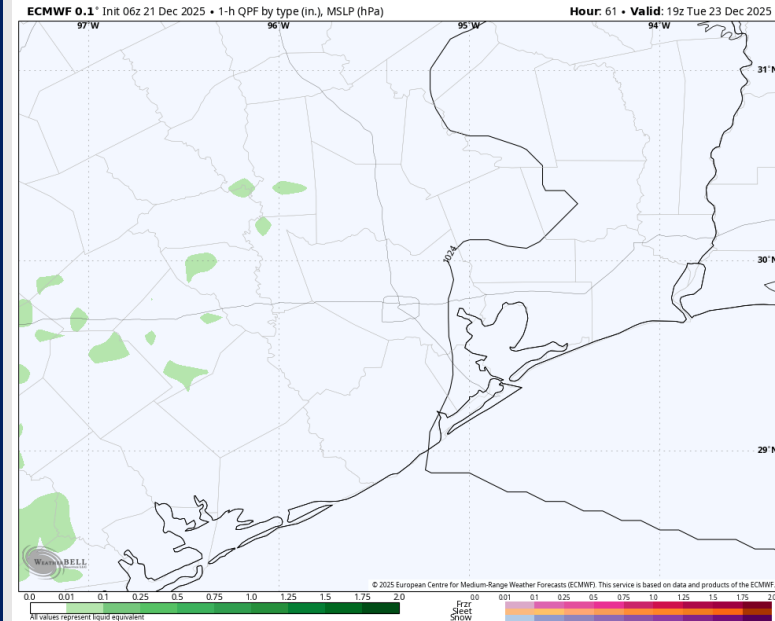 ECMWF 0.1° Init 06z 21 Dec 2025 • 1-h QPF by type (in.), MSLP (hPa)
Hour: 61 • Valid: 19z Tue 23 Dec 2025
97°W 96°W 95°W 94°W
31°N
30°N
1024
29°N
WEATHERBELL
© 2025 European Centre for Medium-Range Weather Forecasts (ECMWF). This service is based on data and products of the ECMWF.
0.0 0.01 0.1 0.25 0.5 0.75 1.0 1.25 1.5 1.75 2.0
All values represent liquid equivalent
0.0 0.01 0.1 0.25 0.5 0.75 1.0 1.25 1.5 1.75 2.0
Frzr
Sleet
Snow